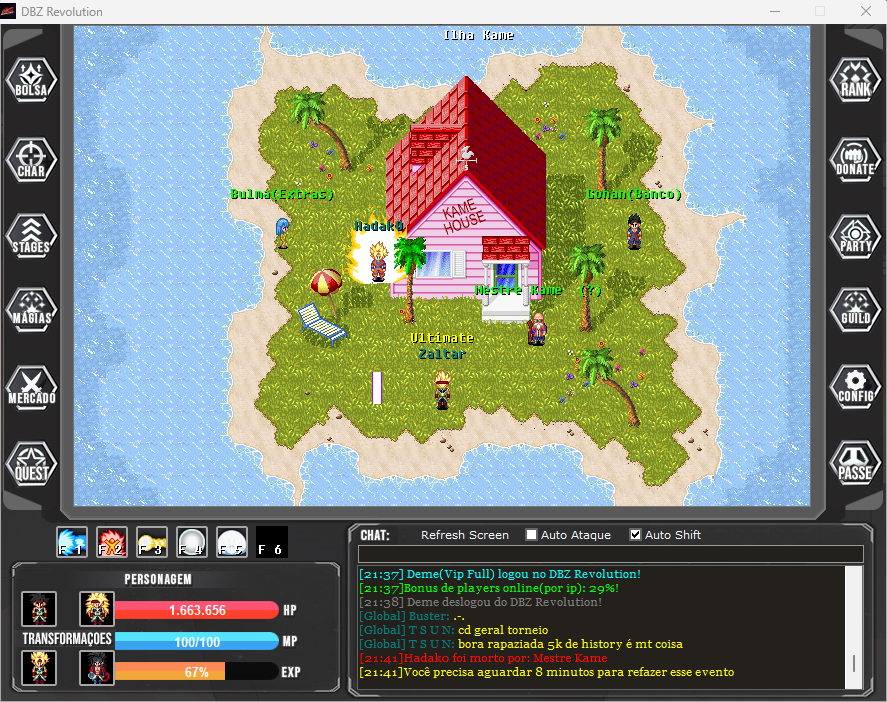 DBZ Revolution
Ilha Kame
BOLSA
CHAR
STAGES
MAGIAS
MERCADO
QUEST
RANK
DONATE
PARTY
GUILD
CONFIG
PASSE
Bulma(Extras)
Gohan(Banco)
Hadak0
KAME
HOUSE
Mestre Kame (?)
Ultimate
Zaltar
F 1
F 2
F 3
F 4
F 5
F 6
PERSONAGEM
1.663.656 HP
TRANSFORMAÇOES
100/100 MP
67% EXP
CHAT:
Refresh Screen
Auto Ataque
Auto Shift
[21:37] Deme(Vip Full) logou no DBZ Revolution!
[21:37]Bonus de players online(por ip): 29%!
[21:38] Deme deslogou do DBZ Revolution!
[Global] Buster: .-.
[Global] T S U N: cd geral torneio
[Global] T S U N: bora rapaziada 5k de history é mt coisa
[21:41]Hadak0 foi morto por: Mestre Kame
[21:41]Você precisa aguardar 8 minutos para refazer esse evento